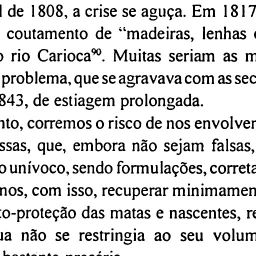 l de 1808, a crise se aguça. Em 1817
coutamento de “madeiras, lenhas
o rio Carioca⁹⁰. Muitas seriam as m
problema, que se agravava com as sec
843, de estiagem prolongada.
nto, corremos o risco de nos envolver
ssas, que, embora não sejam falsas,
o unívoco, sendo formulações, correta
mos, com isso, recuperar minimamen
to-proteção das matas e nascentes, re
ua não se restringia ao seu volum